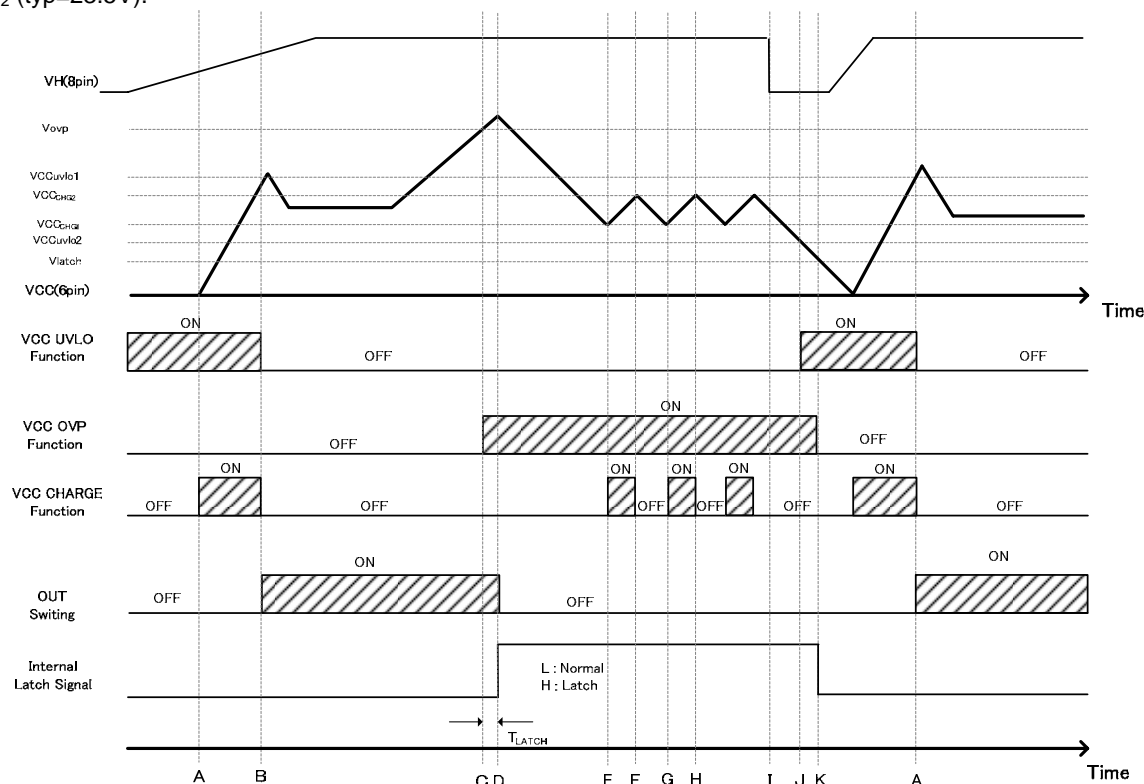 2 (typ=28.0V).
VH(8pin)
Vovp
VCCuvlo1
VCCCHG2
VCCCHG1
VCCuvlo2
Vlatch
VCC(6pin)
Time
VCC UVLO
Function
ON
OFF
ON
OFF
VCC OVP
Function
OFF
ON
OFF
VCC CHARGE
Function
OFF
ON
OFF
ON
OFF
ON
OFF
ON
OFF
ON
OFF
OUT
Switing
OFF
ON
OFF
ON
Internal
Latch Signal
L : Normal
H : Latch
TLATCH
A B C D E F G H I J K A
Time